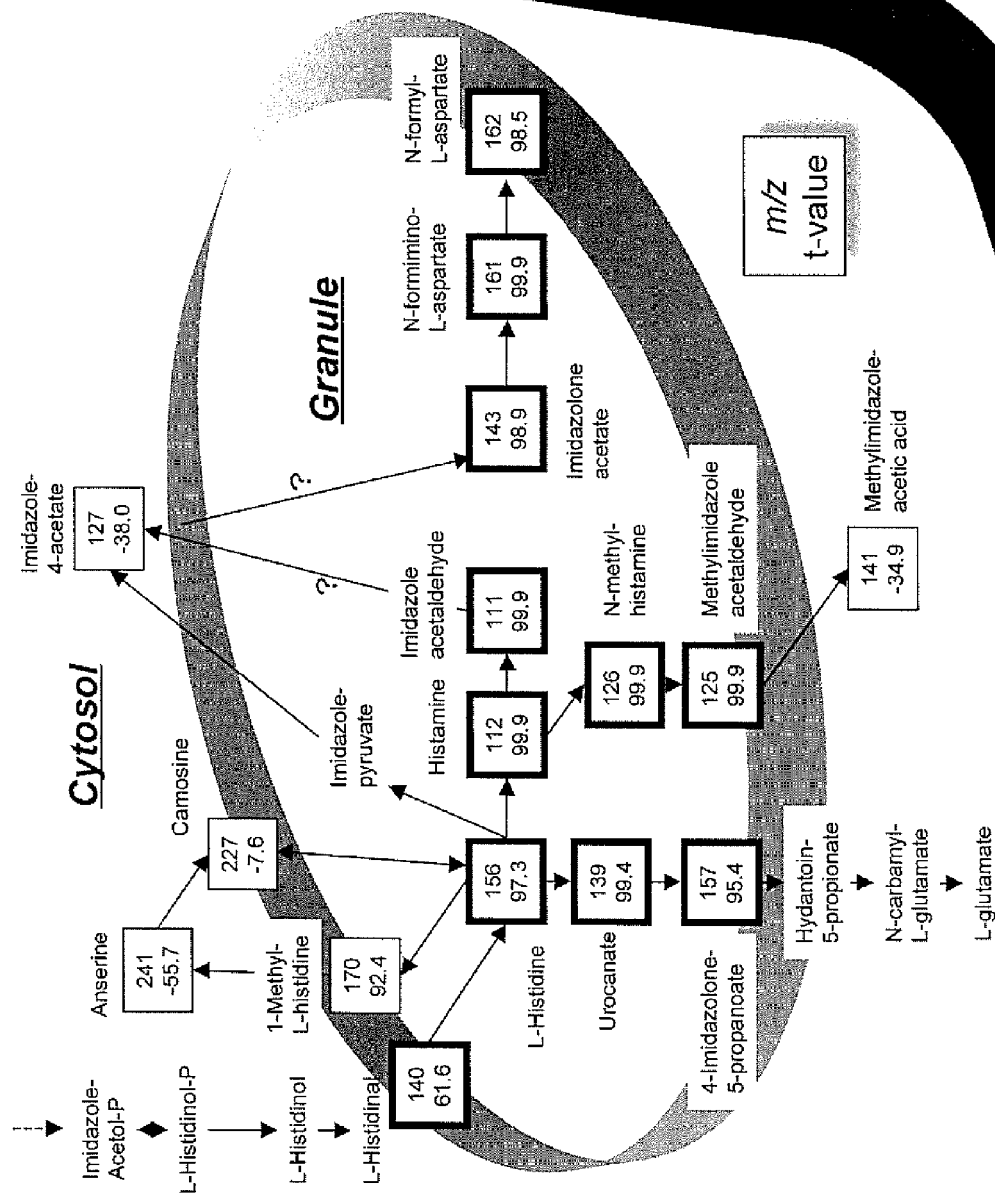 Cytosol
Granule
Imidazole-
Acetol-P
L-Histidinol-P
L-Histidinol
L-Histidinal
140
61.6
Anserine
241
-55.7
1-Methyl-
L-histidine
170
92.4
Carnosine
227
-7.6
Imidazole-
pyruvate
Imidazole-
4-acetate
127
-38.0
?
?
L-Histidine
156
97.3
Histamine
112
99.9
Imidazole
acetaldehyde
111
99.9
Imidazolone
acetate
143
98.9
N-formimino-
L-aspartate
161
99.9
N-formyl-
L-aspartate
162
98.5
Urocanate
139
99.4
4-Imidazolone-
5-propanoate
157
95.4
Hydantoin-
5-propionate
N-carbamyl-
L-glutamate
L-glutamate
N-methyl-
histamine
126
99.9
Methylimidazole
acetaldehyde
125
99.9
Methylimidazole-
acetic acid
141
-34.9
m/z
t-value